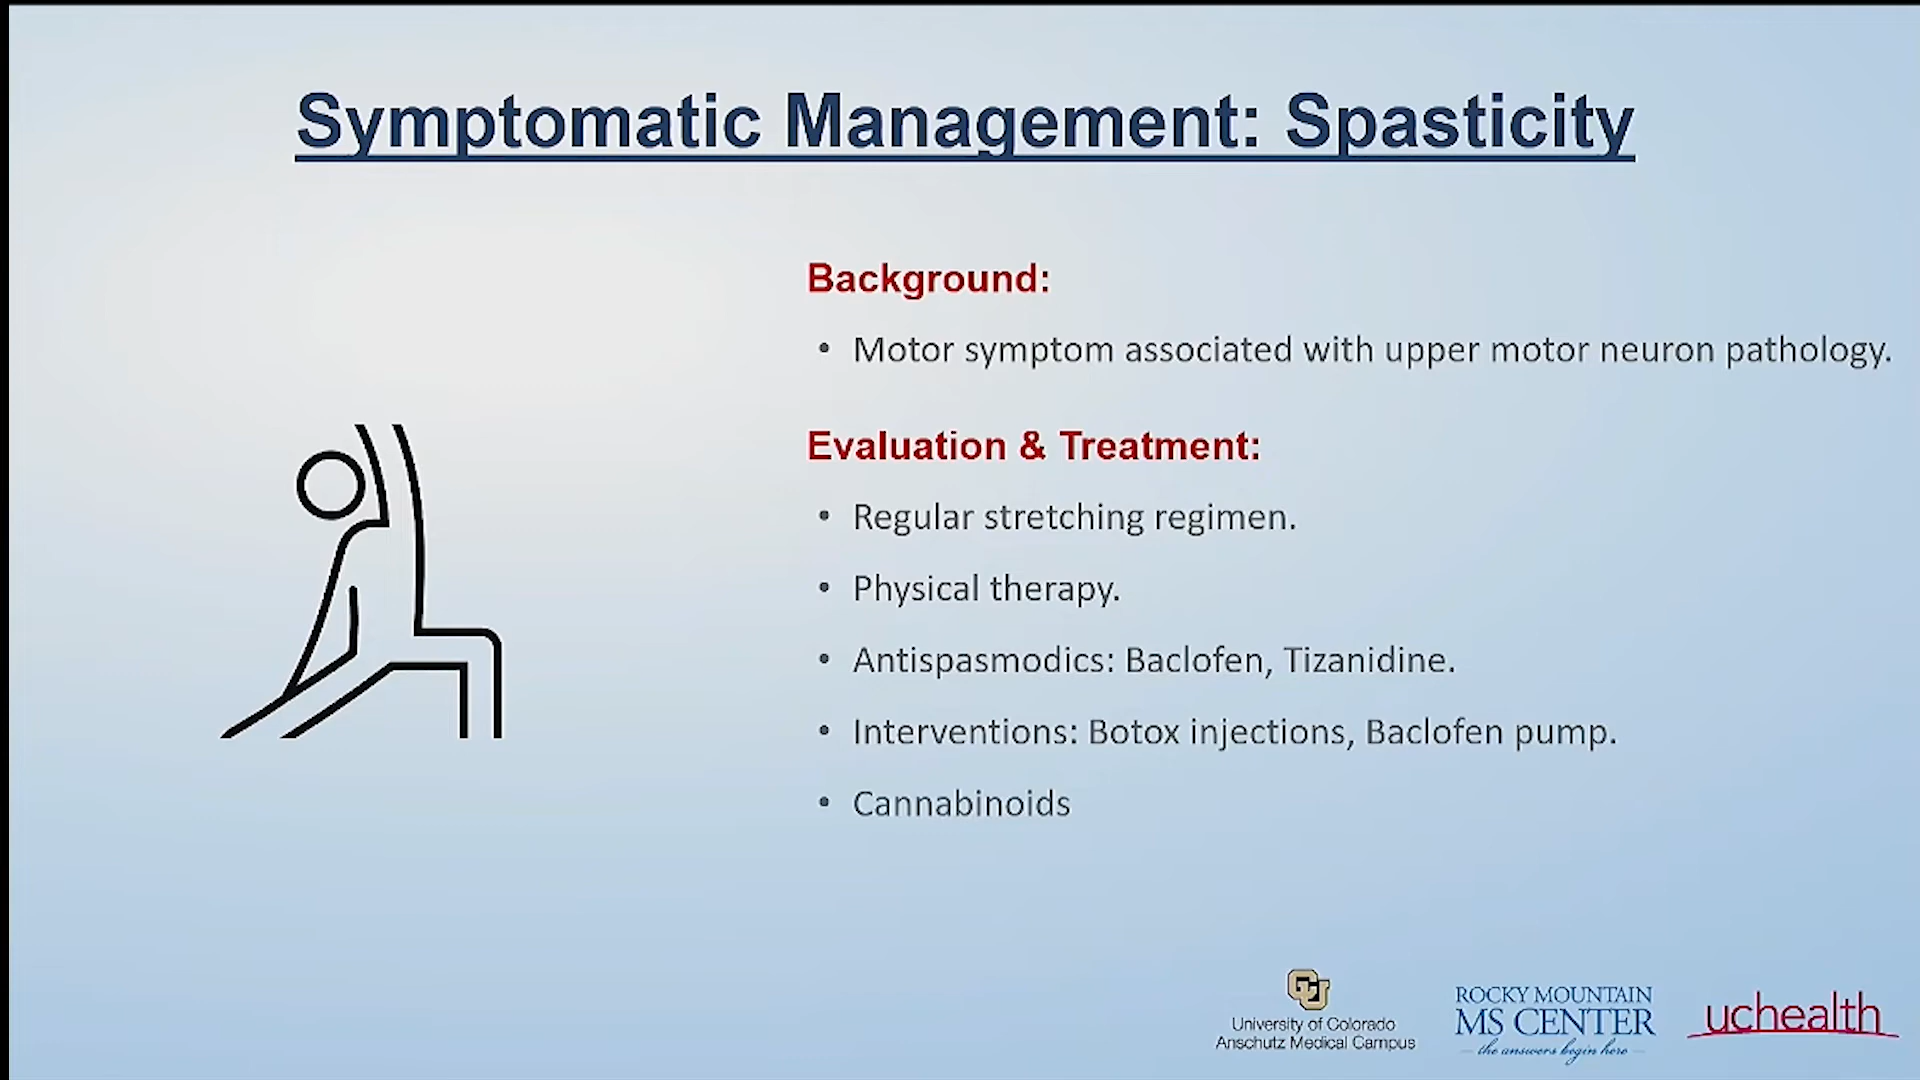 Symptomatic Management: Spasticity
Background:
• Motor symptom associated with upper motor neuron pathology.
Evaluation & Treatment:
• Regular stretching regimen.
• Physical therapy.
• Antispasmodics: Baclofen, Tizanidine.
• Interventions: Botox injections, Baclofen pump.
• Cannabinoids
CU
University of Colorado
Anschutz Medical Campus
ROCKY MOUNTAIN
MS CENTER
the answers begin here
uchealth